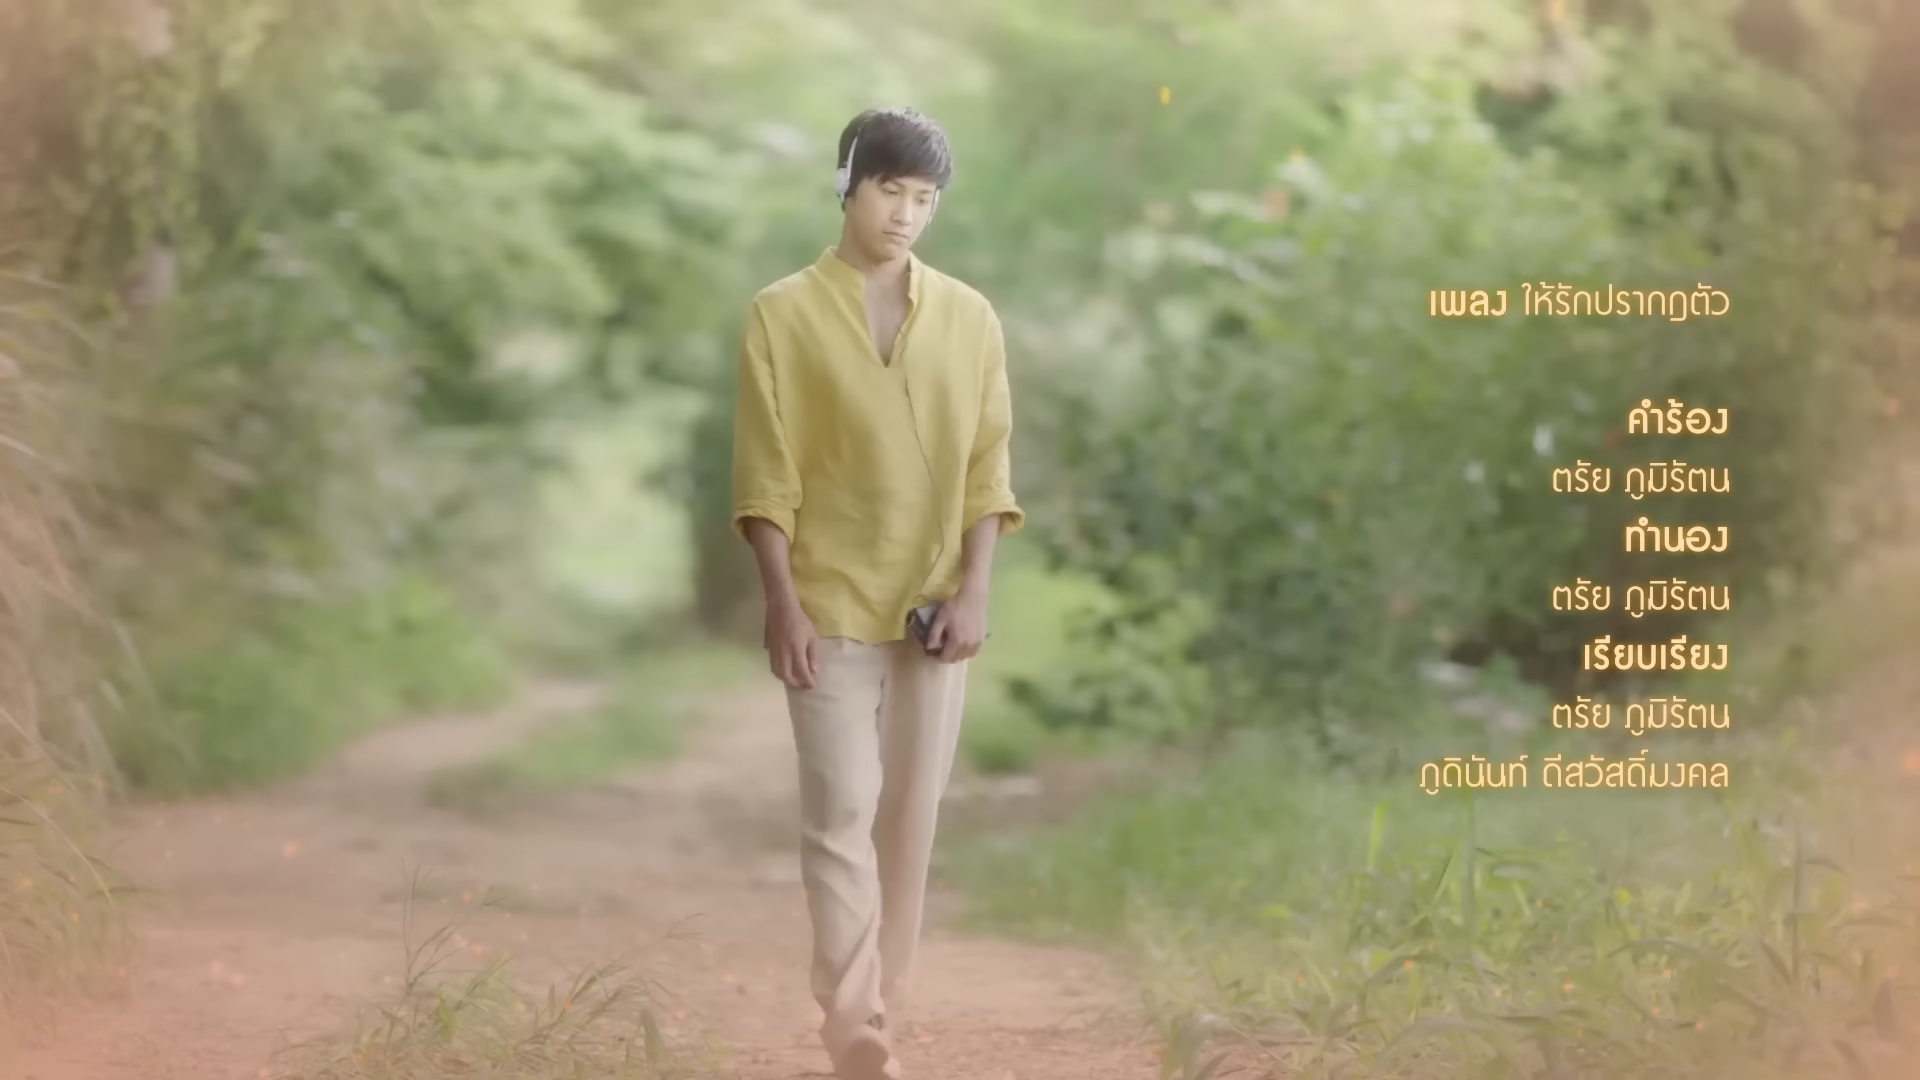 เพลง ให้รักปรากฏตัว
คำร้อง
ตรัย ภูมิรัตน
ทำนอง
ตรัย ภูมิรัตน
เรียบเรียง
ตรัย ภูมิรัตน
ภูดินันท์ ดีสวัสดิ์มงคล